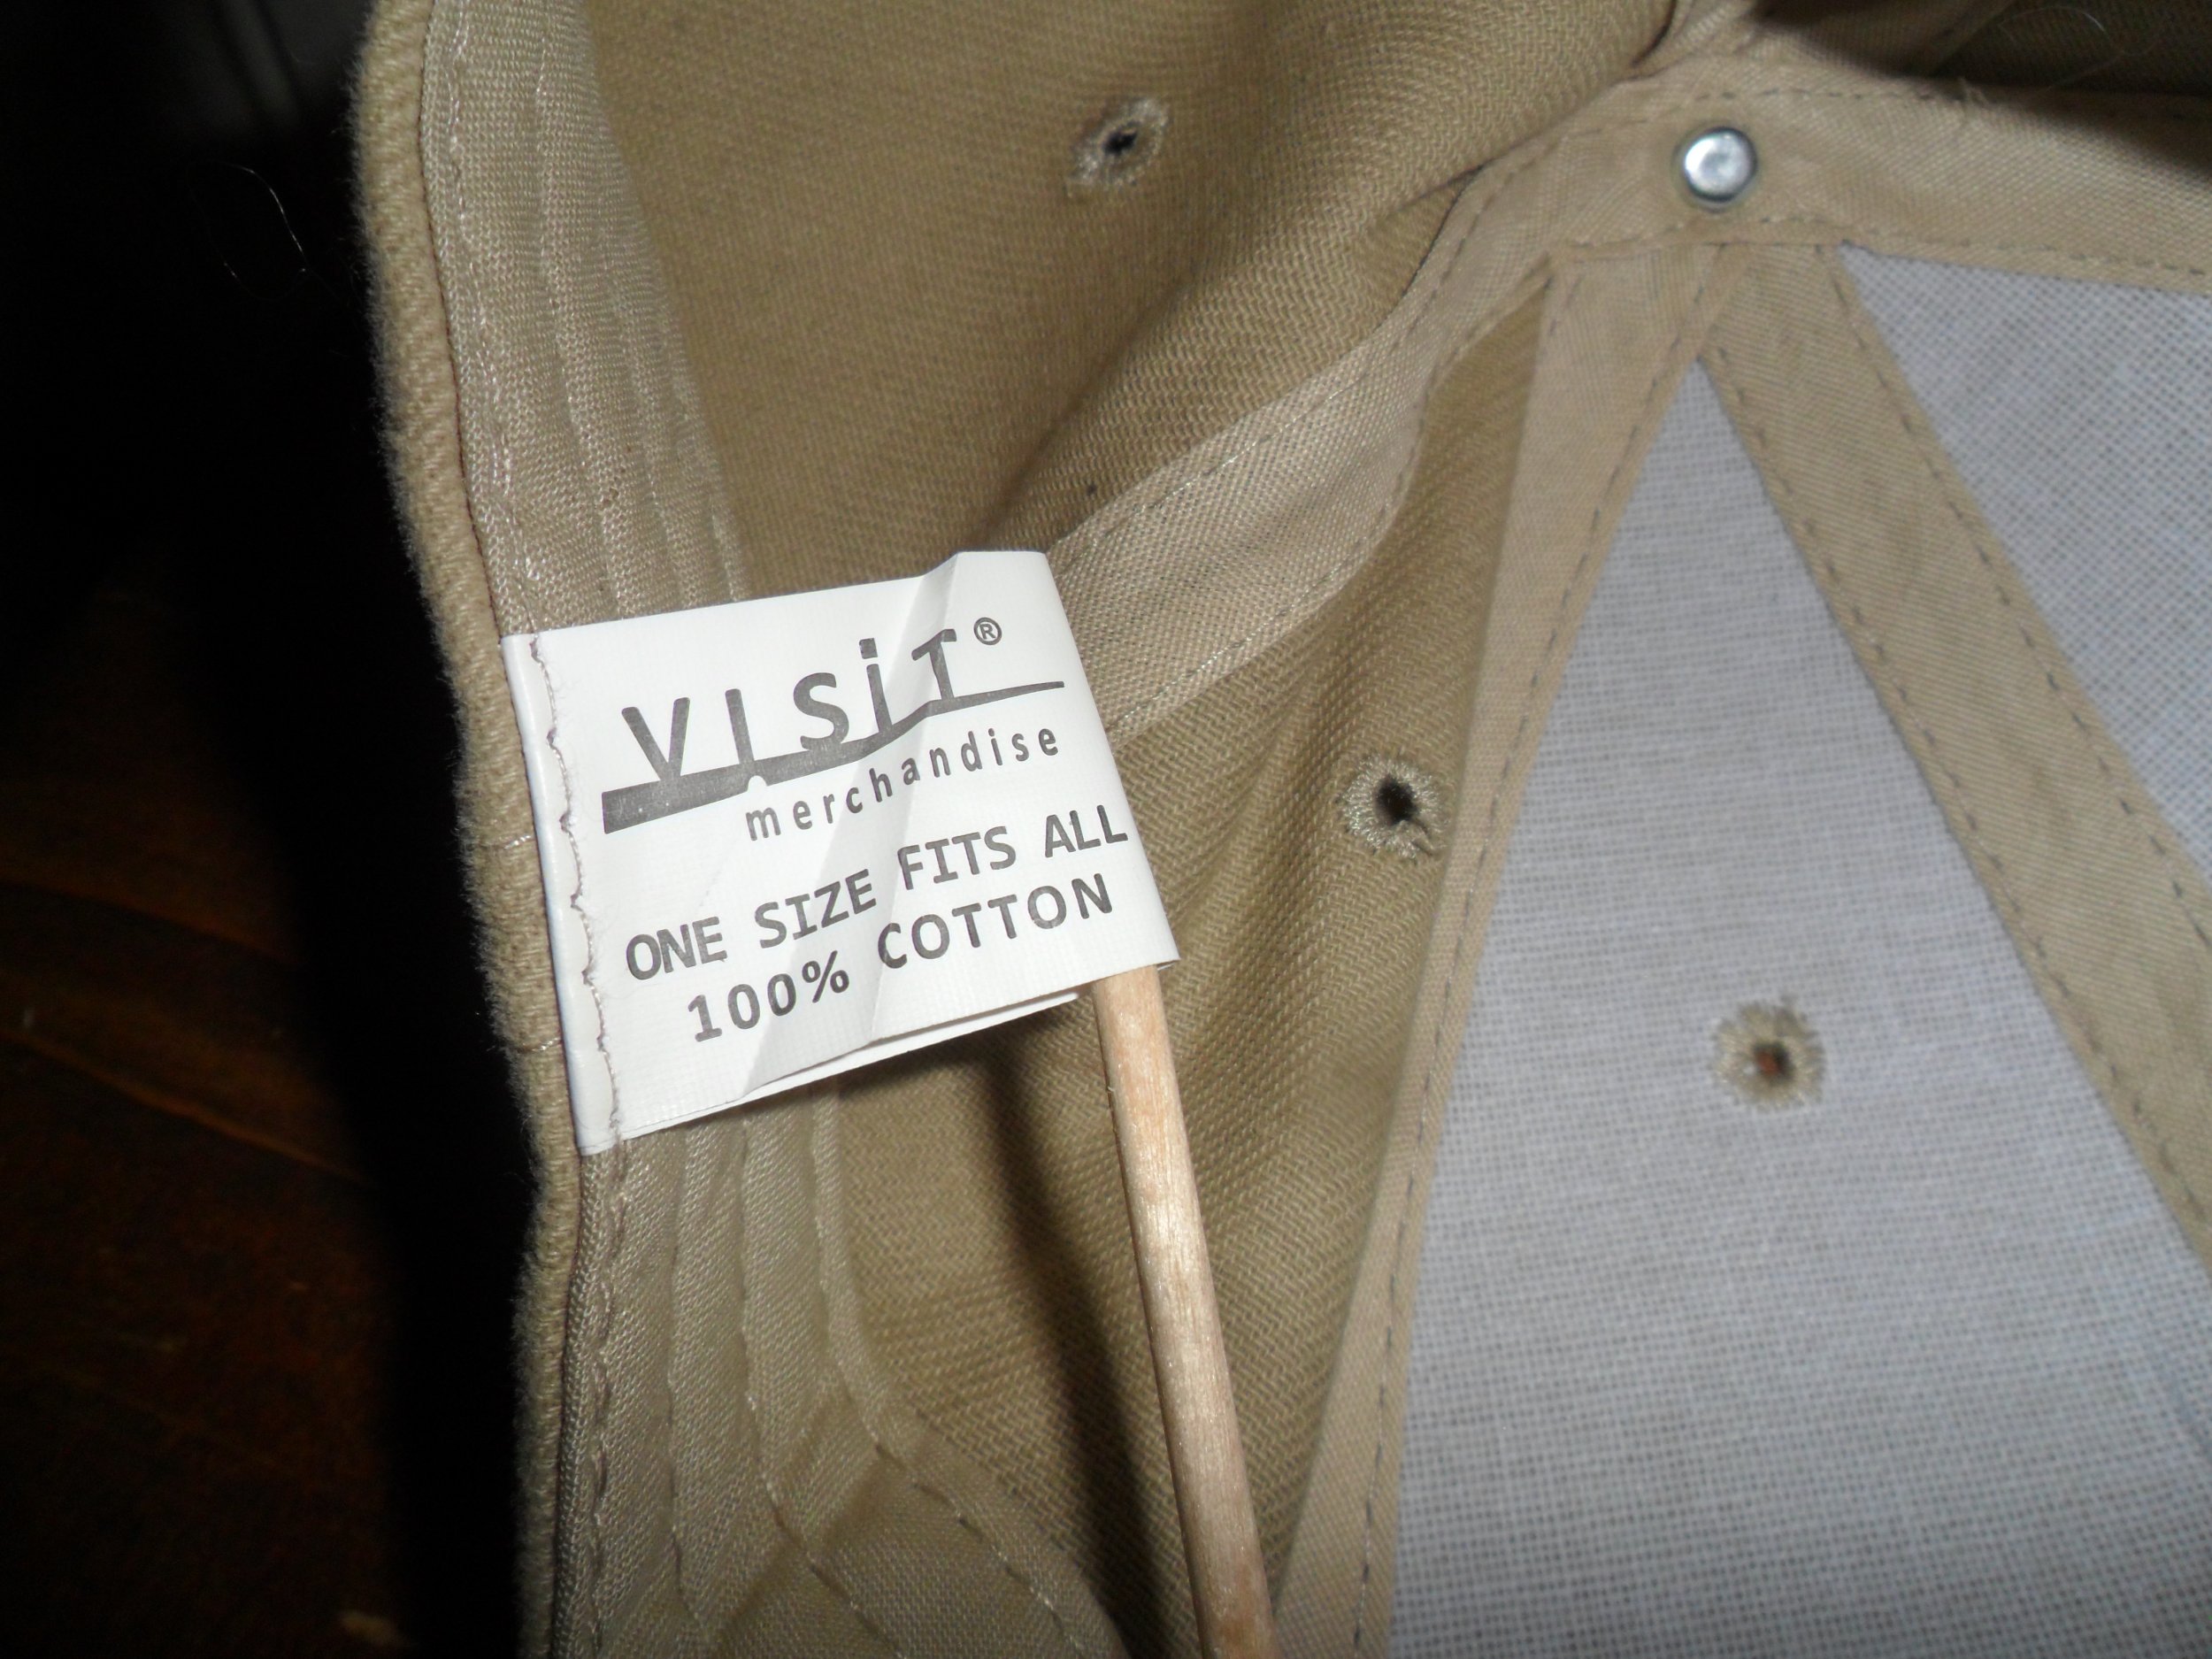 VISiT®
merchandise
ONE SIZE FITS ALL
100% COTTON